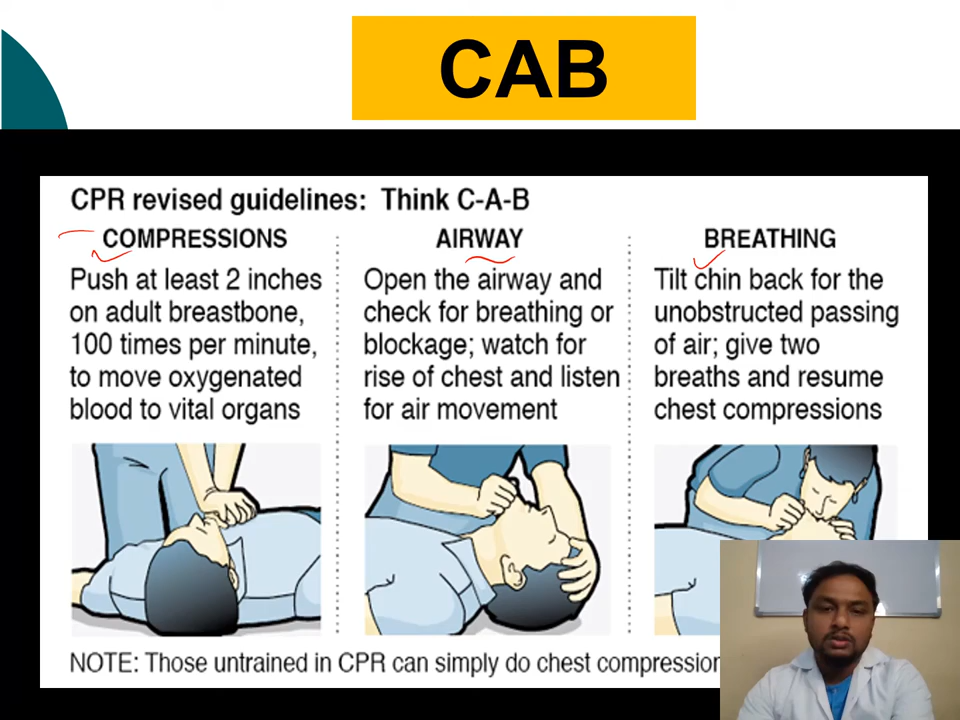 CAB
CPR revised guidelines: Think C-A-B
COMPRESSIONS
Push at least 2 inches
on adult breastbone,
100 times per minute,
to move oxygenated
blood to vital organs
AIRWAY
Open the airway and
check for breathing or
blockage; watch for
rise of chest and listen
for air movement
BREATHING
Tilt chin back for the
unobstructed passing
of air; give two
breaths and resume
chest compressions
NOTE: Those untrained in CPR can simply do chest compression